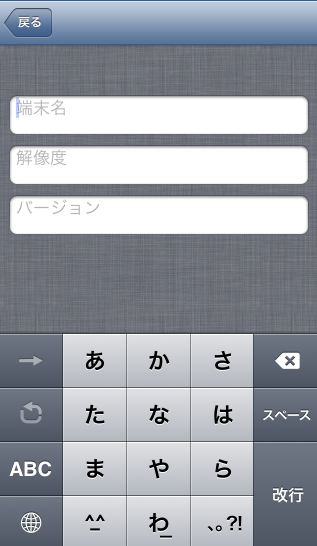 戻る
端末名
解像度
バージョン
あ か さ
た な は スペース
ABC ま や ら
改行
^_^ わ_ 、。?!